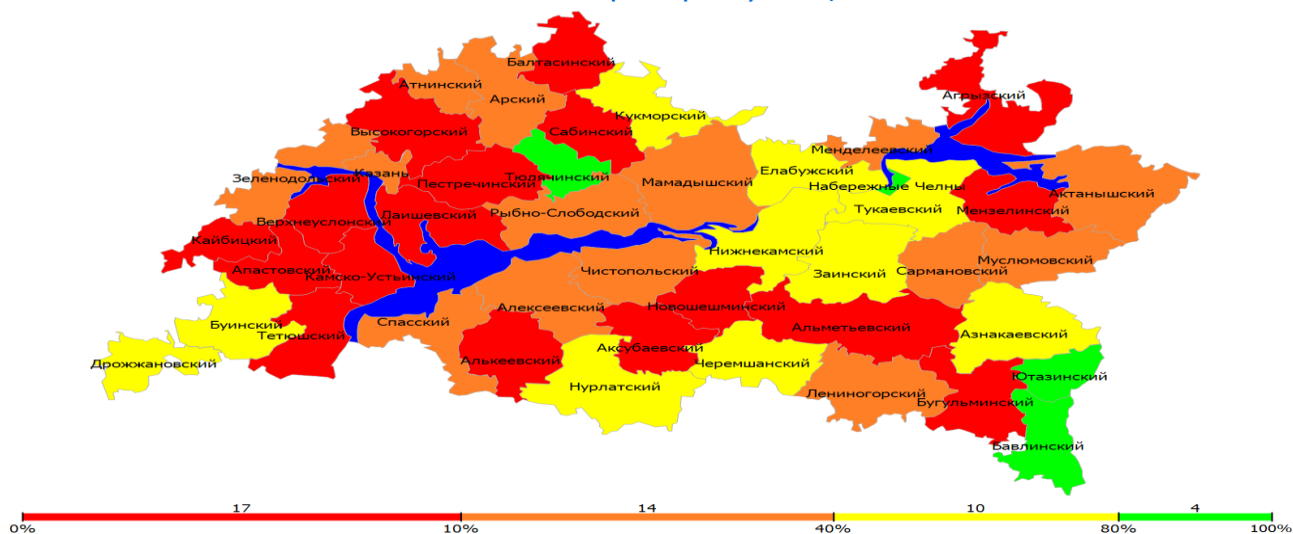 Балтасинский
Атнинский
Арский
Агрызский
Кукморский
Высокогорский
Сабинский
Менделеевский
Казань
Елабужский
Зеленодольский
Тюлячинский
Пестречинский
Мамадышский
Набережные Челны
Актанышский
Тукаевский
Мензелинский
Рыбно-Слободский
Лаишевский
Верхнеуслонский
Кайбицкий
Нижнекамский
Муслюмовский
Апастовский
Камско-Устьинский
Чистопольский
Заинский
Сармановский
Новошешминский
Алексеевский
Спасский
Буинский
Альметьевский
Тетюшский
Азнакаевский
Аксубаевский
Алькеевский
Черемшанский
Дрожжановский
Ютазинский
Нурлатский
Лениногорский
Бугульминский
Бавлинский
17 14 10 4
0% 10% 40% 80% 100%